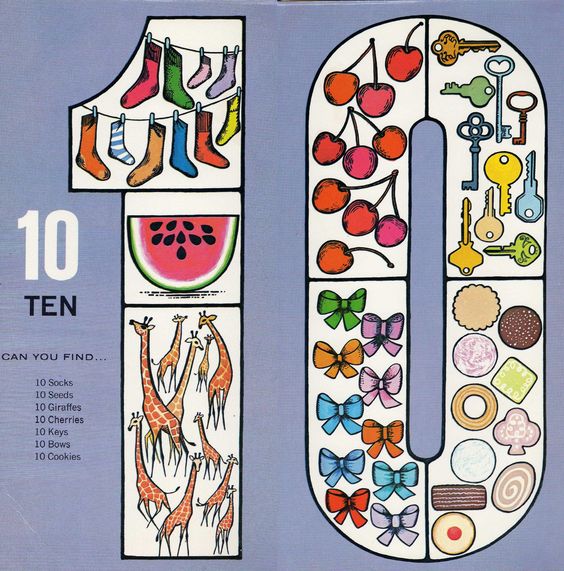 10
TEN
CAN YOU FIND...
10 Socks
10 Seeds
10 Giraffes
10 Cherries
10 Keys
10 Bows
10 Cookies
10